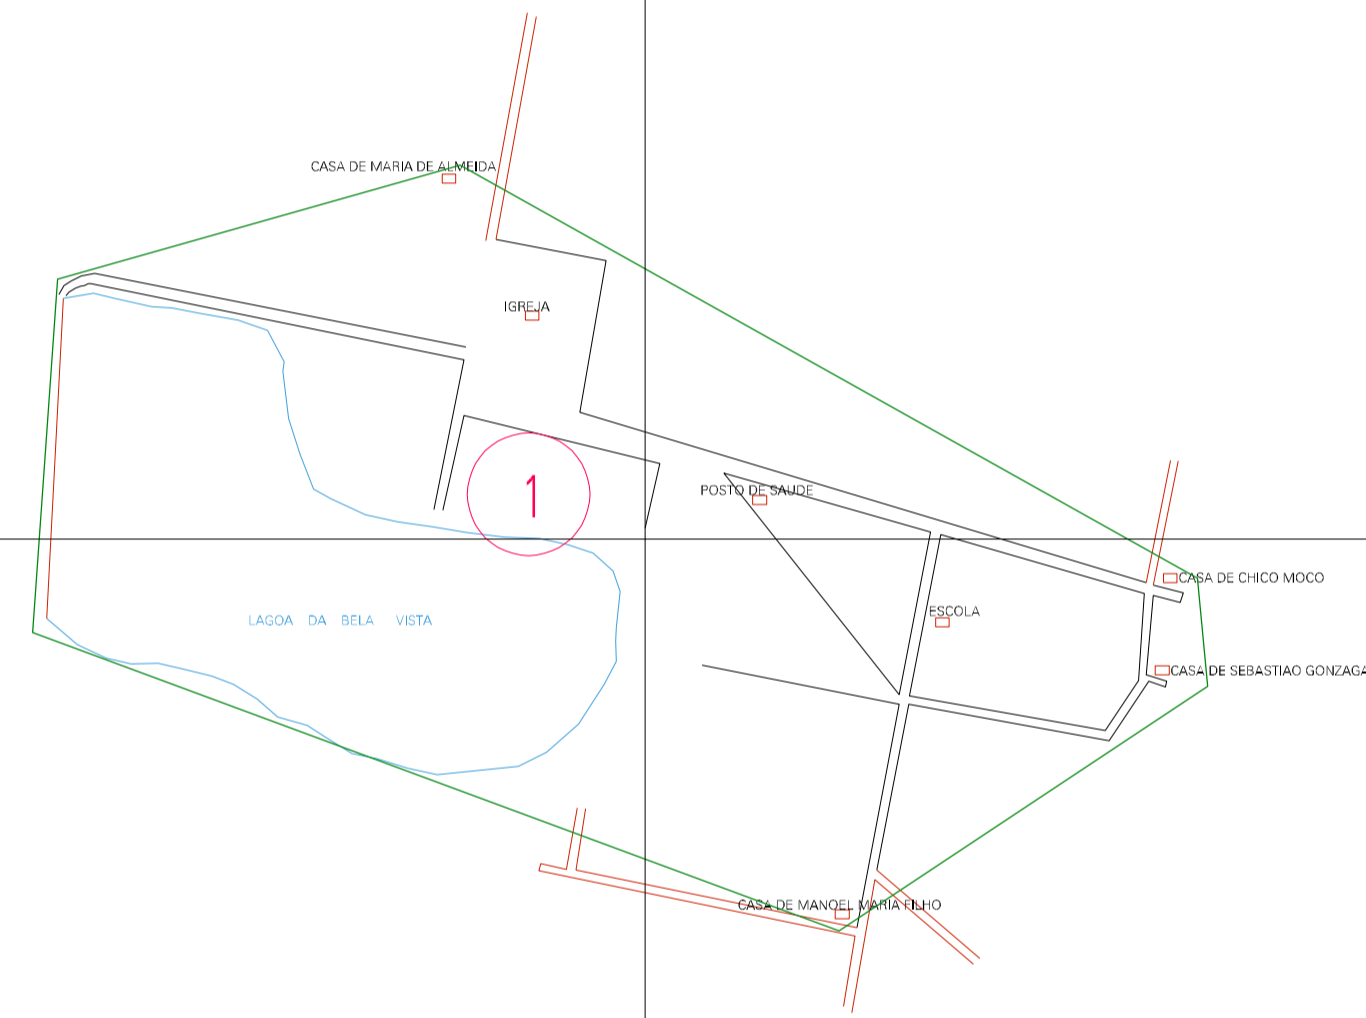 CASA DE MARIA DE ALMEIDA
IGREJA
1
POSTO DE SAUDE
CASA DE CHICO MOCO
ESCOLA
LAGOA DA BELA VISTA
CASA DE SEBASTIAO GONZAGA
CASA DE MANOEL MARIA FILHO